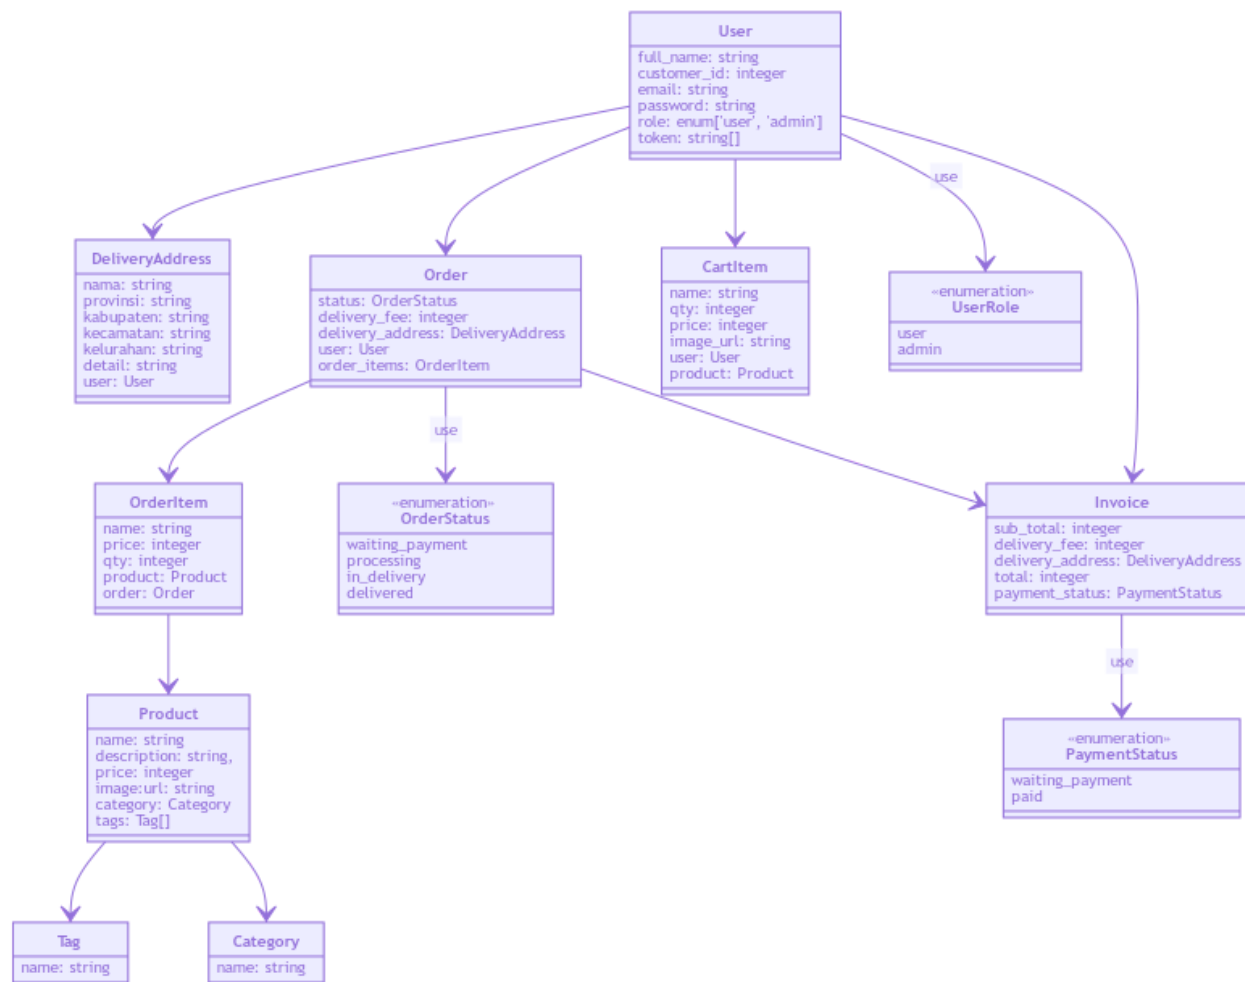 User
full_name: string
customer_id: integer
email: string
password: string
role: enum['user', 'admin']
token: string[]
use
DeliveryAddress
nama: string
provinsi: string
kabupaten: string
kecamatan: string
kelurahan: string
detail: string
user: User
Order
status: OrderStatus
delivery_fee: integer
delivery_address: DeliveryAddress
user: User
order_items: OrderItem
CartItem
name: string
qty: integer
price: integer
image_url: string
user: User
product: Product
«enumeration»
UserRole
user
admin
use
OrderItem
name: string
price: integer
qty: integer
product: Product
order: Order
«enumeration»
OrderStatus
waiting_payment
processing
in_delivery
delivered
Invoice
sub_total: integer
delivery_fee: integer
delivery_address: DeliveryAddress
total: integer
payment_status: PaymentStatus
use
Product
name: string
description: string,
price: integer
image:url: string
category: Category
tags: Tag[]
«enumeration»
PaymentStatus
waiting_payment
paid
Tag
name: string
Category
name: string